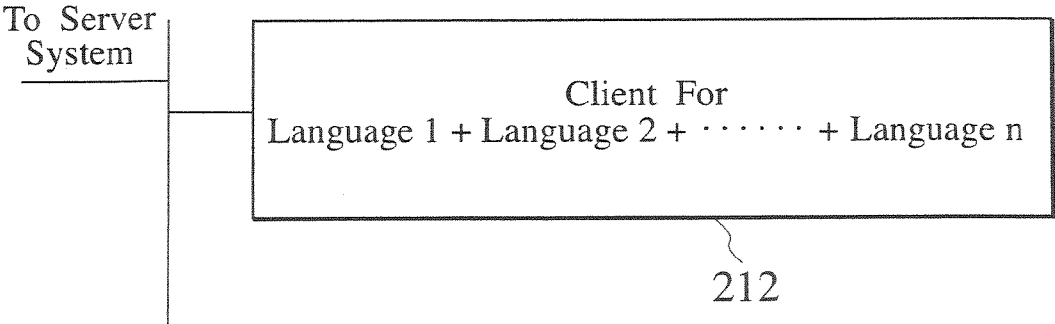 To Server
System
Client For
Language 1 + Language 2 + · · · · · · + Language n
212